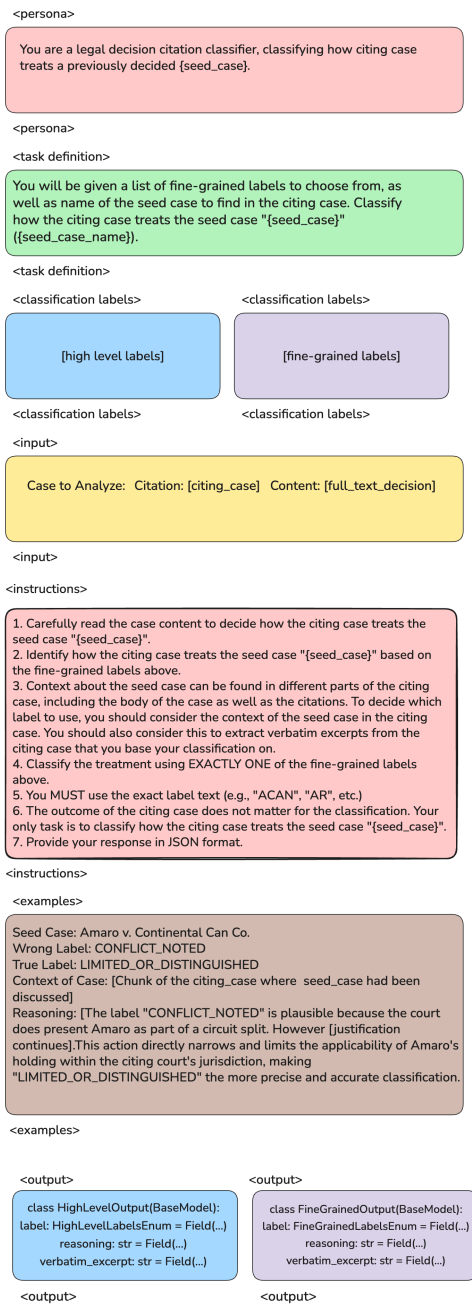 <persona>
You are a legal decision citation classifier, classifying how citing case
treats a previously decided {seed_case}.
<persona>
<task definition>
You will be given a list of fine-grained labels to choose from, as
well as name of the seed case to find in the citing case. Classify
how the citing case treats the seed case "{seed_case}"
({seed_case_name}).
<task definition>
<classification labels>
[high level labels]
<classification labels>
<classification labels>
[fine-grained labels]
<classification labels>
<input>
Case to Analyze: Citation: [citing_case] Content: [full_text_decision]
<input>
<instructions>
1. Carefully read the case content to decide how the citing case treats the
seed case "{seed_case}".
2. Identify how the citing case treats the seed case "{seed_case}" based on
the fine-grained labels above.
3. Context about the seed case can be found in different parts of the citing
case, including the body of the case as well as the citations. To decide which
label to use, you should consider the context of the seed case in the citing
case. You should also consider this to extract verbatim excerpts from the
citing case that you base your classification on.
4. Classify the treatment using EXACTLY ONE of the fine-grained labels
above.
5. You MUST use the exact label text (e.g., "ACAN", "AR", etc.)
6. The outcome of the citing case does not matter for the classification. Your
only task is to classify how the citing case treats the seed case "{seed_case}".
7. Provide your response in JSON format.
<instructions>
<examples>
Seed Case: Amaro v. Continental Can Co.
Wrong Label: CONFLICT_NOTED
True Label: LIMITED_OR_DISTINGUISHED
Context of Case: [Chunk of the citing_case where seed_case had been
discussed]
Reasoning: [The label "CONFLICT_NOTED" is plausible because the court
does present Amaro as part of a circuit split. However [justification
continues].This action directly narrows and limits the applicability of Amaro's
holding within the citing court's jurisdiction, making
"LIMITED_OR_DISTINGUISHED" the more precise and accurate classification.
<examples>
<output>
class HighLevelOutput(BaseModel):
label: HighLevelLabelsEnum = Field(...)
reasoning: str = Field(...)
verbatim_excerpt: str = Field(...)
<output>
<output>
class FineGrainedOutput(BaseModel):
label: FineGrainedLabelsEnum = Field(...)
reasoning: str = Field(...)
verbatim_excerpt: str = Field(...)
<output>